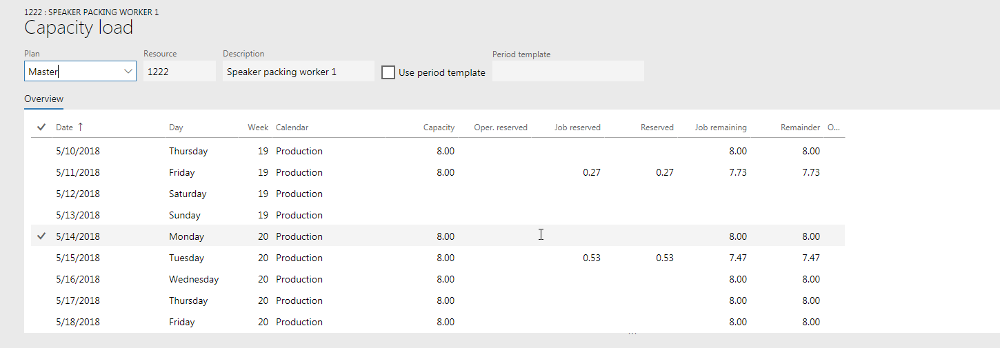 1222 : SPEAKER PACKING WORKER 1
Capacity load
Plan Resource Description Period template
Master 1222 Speaker packing worker 1 Use period template
Overview
Date ↑ Day Week Calendar Capacity Oper. reserved Job reserved Reserved Job remaining Remainder O...
5/10/2018 Thursday 19 Production 8.00 8.00 8.00
5/11/2018 Friday 19 Production 8.00 0.27 0.27 7.73 7.73
5/12/2018 Saturday 19 Production
5/13/2018 Sunday 19 Production
5/14/2018 Monday 20 Production 8.00 8.00 8.00
5/15/2018 Tuesday 20 Production 8.00 0.53 0.53 7.47 7.47
5/16/2018 Wednesday 20 Production 8.00 8.00 8.00
5/17/2018 Thursday 20 Production 8.00 8.00 8.00
5/18/2018 Friday 20 Production 8.00 8.00 8.00